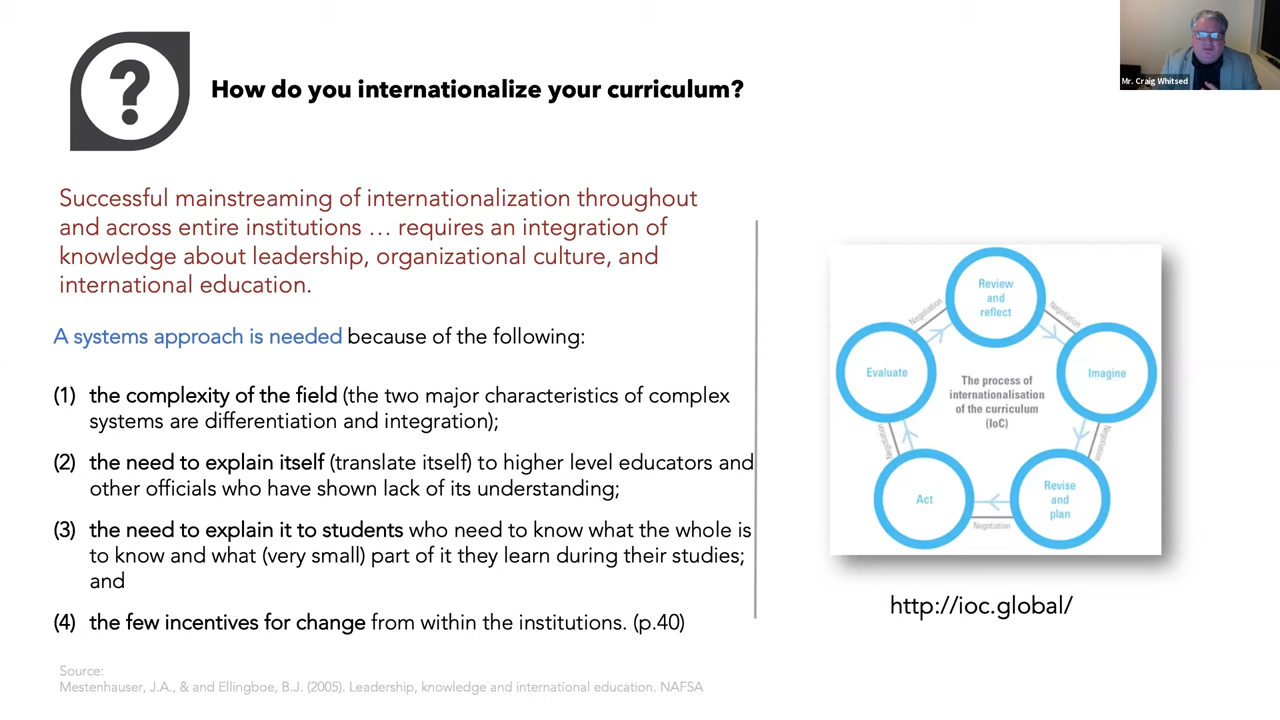 ?
How do you internationalize your curriculum?
Mr. Craig Whitsed
Successful mainstreaming of internationalization throughout
and across entire institutions … requires an integration of
knowledge about leadership, organizational culture, and
international education.
A systems approach is needed because of the following:
(1) the complexity of the field (the two major characteristics of complex
systems are differentiation and integration);
(2) the need to explain itself (translate itself) to higher level educators and
other officials who have shown lack of its understanding;
(3) the need to explain it to students who need to know what the whole is
to know and what (very small) part of it they learn during their studies;
and
(4) the few incentives for change from within the institutions. (p.40)
Source:
Mestenhauser, J.A., & and Ellingboe, B.J. (2005). Leadership, knowledge and international education. NAFSA
Review
and
reflect
Negotiation
Negotiation
Evaluate
Imagine
The process of
internationalisation
of the curriculum
(IoC)
Negotiation
Negotiation
Act
Revise
and
plan
Negotiation
http://ioc.global/